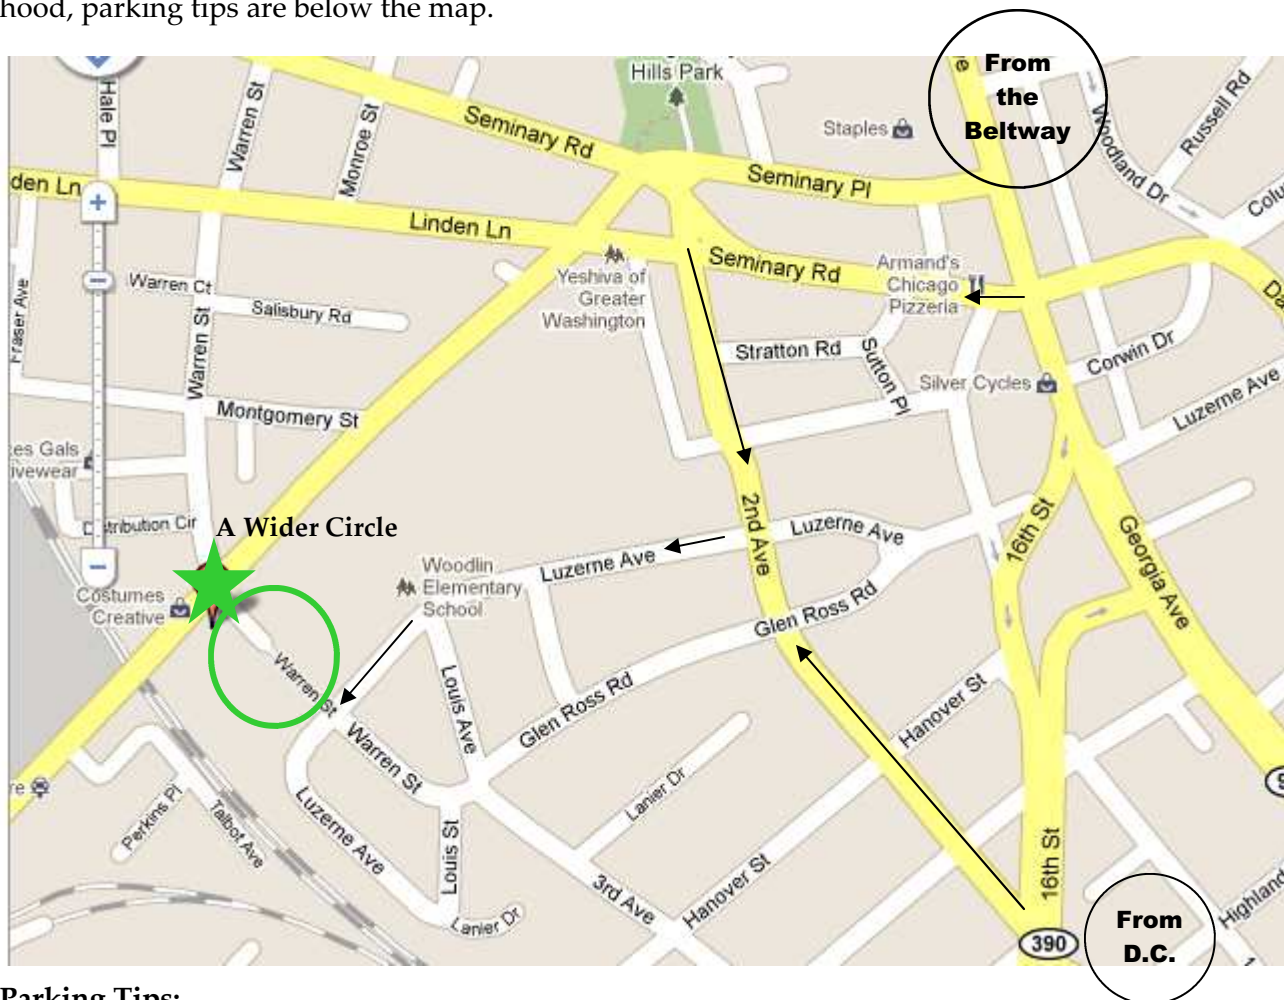 hood, parking tips are below the map.
From
the
Beltway
Hills Park
Staples
Hale Pl
Warren St
Monroe St
Seminary Rd
Seminary Pl
Woodland Dr
Russell Rd
Linden Ln
Seminary Rd
Armand's
Chicago
Pizzeria
Yeshiva of
Greater
Washington
Warren Ct
Salisbury Rd
Fraser Ave
Warren St
Stratton Rd
Sutton Pl
Corwin Dr
Silver Cycles
Luzerne Ave
Montgomery St
Distribution Cir
A Wider Circle
2nd Ave
Luzerne Ave
16th St
Georgia Ave
Luzerne Ave
Woodlin
Elementary
School
Costumes
Creative
Glen Ross Rd
Warren St
Louis Ave
Glen Ross Rd
Hanover St
Warren St
Lanier Dr
Perkins Pl
Talbot Ave
Luzerne Ave
Louis St
3rd Ave
Hanover St
16th St
Lanier Dr
390
Highland
From
D.C.
Parking Tips: